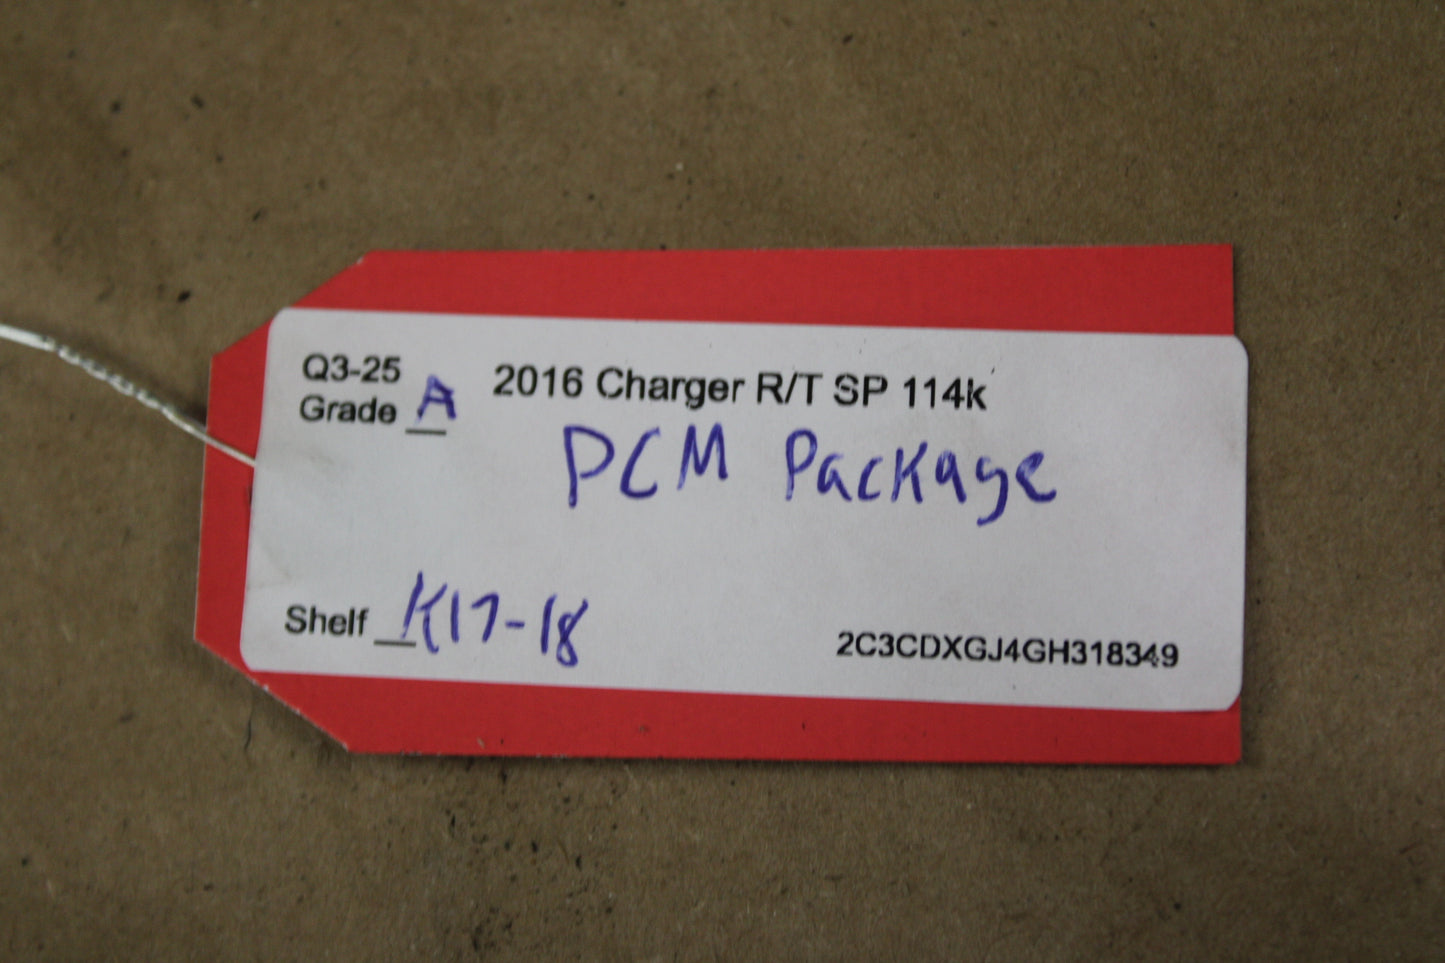 Q3-25
Grade A
2016 Charger R/T SP 114k
PCM Package
Shelf K17-18
2C3CDXGJ4GH318349